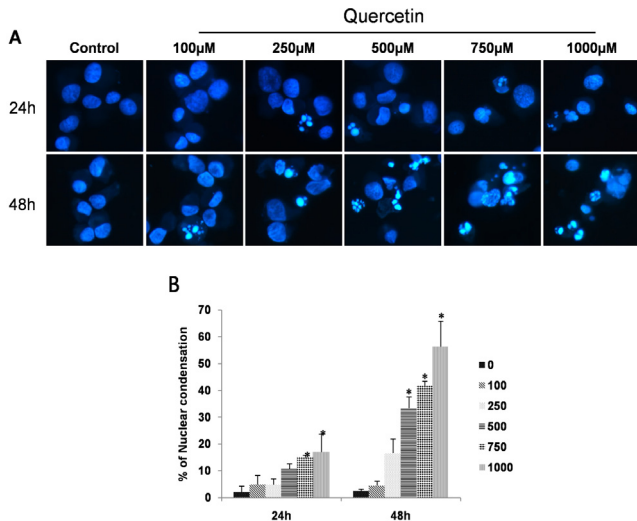 Quercetin
A
Control 100µM 250µM 500µM 750µM 1000µM
24h
48h
B
70
60
50
40
30
20
10
0
% of Nuclear condensation
* * * * *
24h 48h
0
100
250
500
750
1000